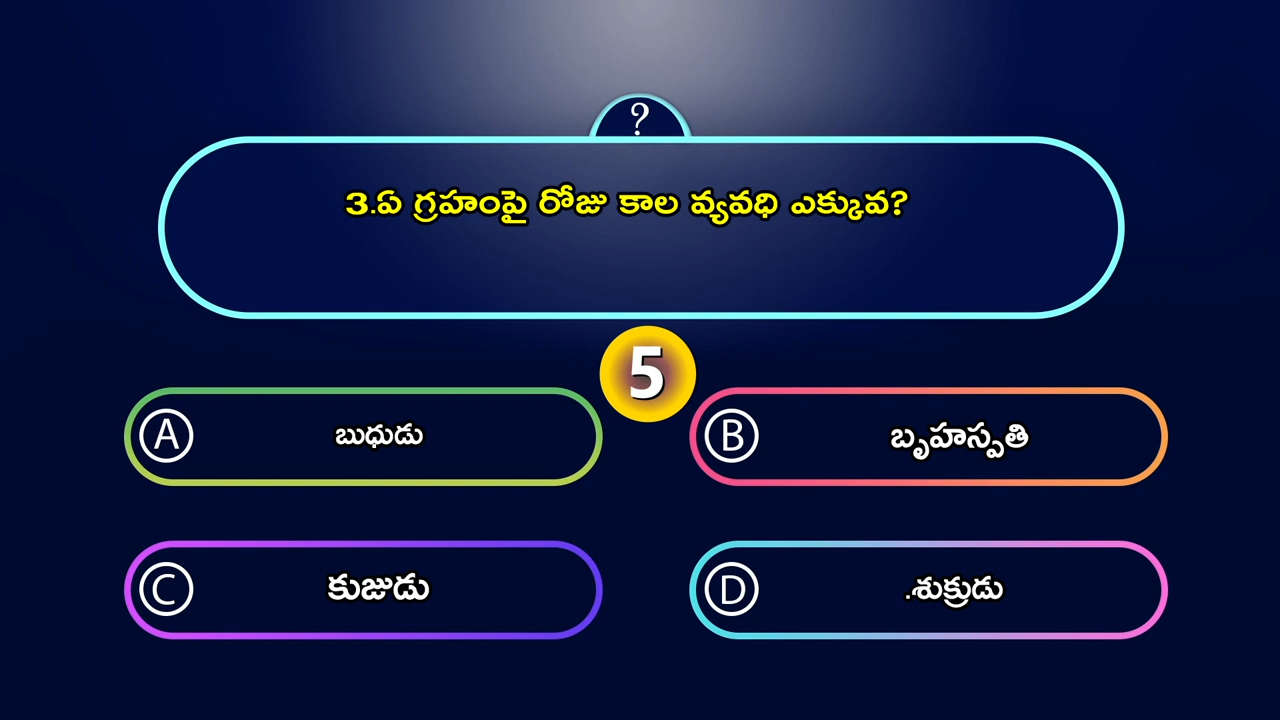 ?
3.ఏ గ్రహంపై రోజు కాల వ్యవధి ఎక్కువ?
5
A బుధుడు
B బృహస్పతి
C కుజుడు
D .శుక్రుడు